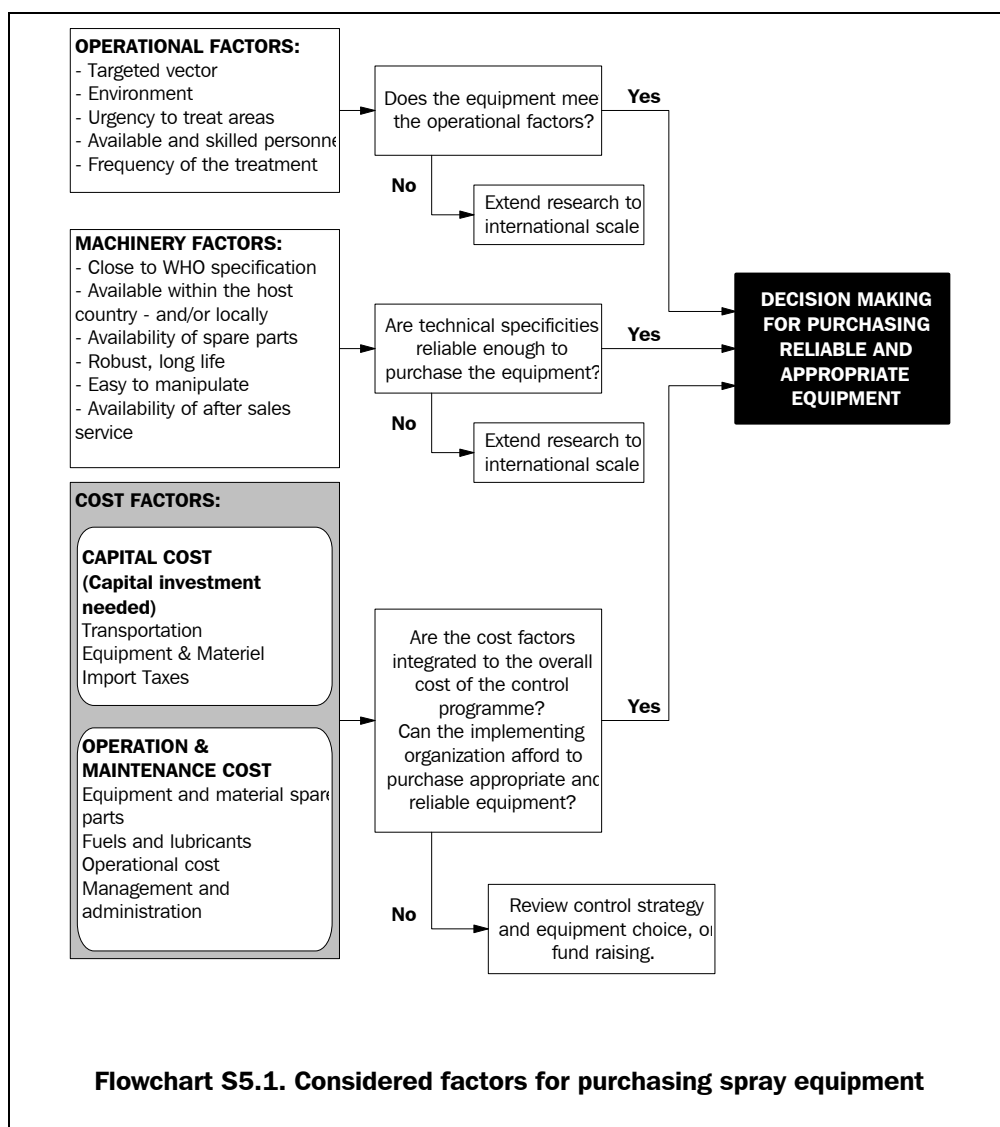 OPERATIONAL FACTORS:
- Targeted vector
- Environment
- Urgency to treat areas
- Available and skilled personne
- Frequency of the treatment
Does the equipment mee
the operational factors?
Yes
No
Extend research to
international scale
MACHINERY FACTORS:
- Close to WHO specification
- Available within the host
country - and/or locally
- Availability of spare parts
- Robust, long life
- Easy to manipulate
- Availability of after sales
service
Are technical specificities
reliable enough to
purchase the equipment?
Yes
No
Extend research to
international scale
DECISION MAKING
FOR PURCHASING
RELIABLE AND
APPROPRIATE
EQUIPMENT
COST FACTORS:
CAPITAL COST
(Capital investment
needed)
Transportation
Equipment & Materiel
Import Taxes
OPERATION &
MAINTENANCE COST
Equipment and material spare
parts
Fuels and lubricants
Operational cost
Management and
administration
Are the cost factors
integrated to the overall
cost of the control
programme?
Can the implementing
organization afford to
purchase appropriate and
reliable equipment?
Yes
No
Review control strategy
and equipment choice, or
fund raising.
Flowchart S5.1. Considered factors for purchasing spray equipment